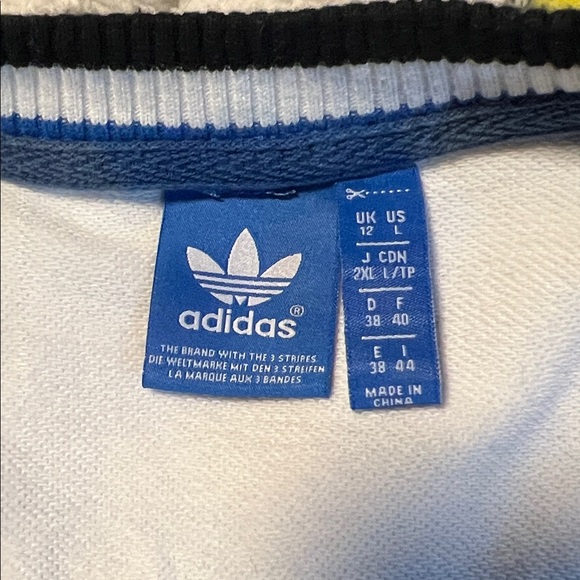 adidas®
THE BRAND WITH THE 3 STRIPES
DIE WELTMARKE MIT DEN 3 STREIFEN
LA MARQUE AUX 3 BANDES
UK US
12 L
J CDN
2XL L/TP
D F
38 40
E I
38 44
MADE IN
CHINA